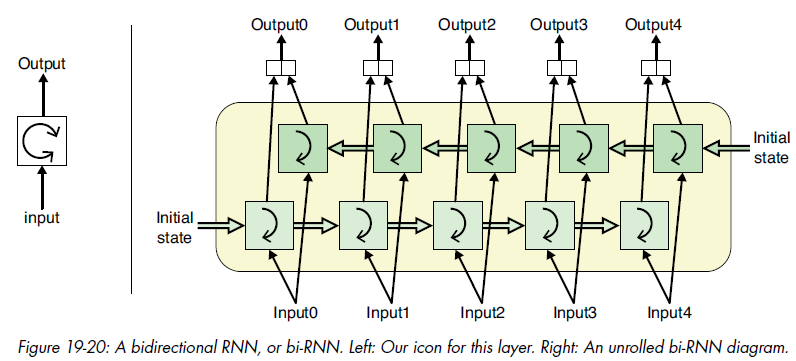 Output0 Output1 Output2 Output3 Output4
Output
Initial
state
input
Initial
state
Input0 Input1 Input2 Input3 Input4
Figure 19-20: A bidirectional RNN, or bi-RNN. Left: Our icon for this layer. Right: An unrolled bi-RNN diagram.